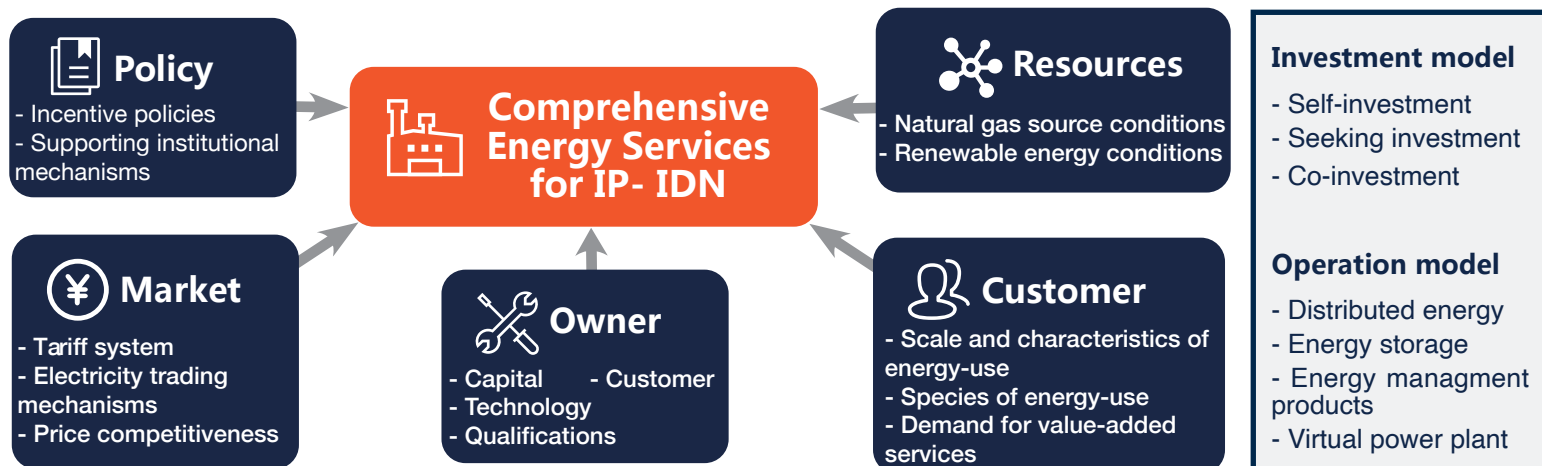 Policy
- Incentive policies
- Supporting institutional
mechanisms
Comprehensive
Energy Services
for IP- IDN
Resources
- Natural gas source conditions
- Renewable energy conditions
¥
Market
- Tariff system
- Electricity trading
mechanisms
- Price competitiveness
Owner
- Capital - Customer
- Technology
- Qualifications
Customer
- Scale and characteristics of
energy-use
- Species of energy-use
- Demand for value-added
services
Investment model
- Self-investment
- Seeking investment
- Co-investment
Operation model
- Distributed energy
- Energy storage
- Energy managment
products
- Virtual power plant